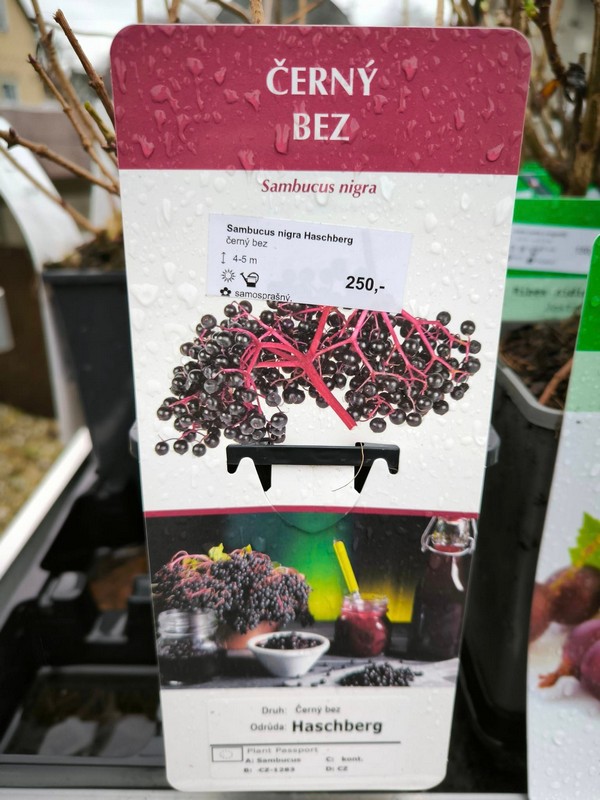 ČERNÝ
BEZ
Sambucus nigra
Sambucus nigra Haschberg
černý bez
4-5 m
250,-
samosprašný
Druh: Černý bez
Odrůda: Haschberg
Plant Passport
A: Sambucus C: kont.
B: CZ-1283 D: CZ